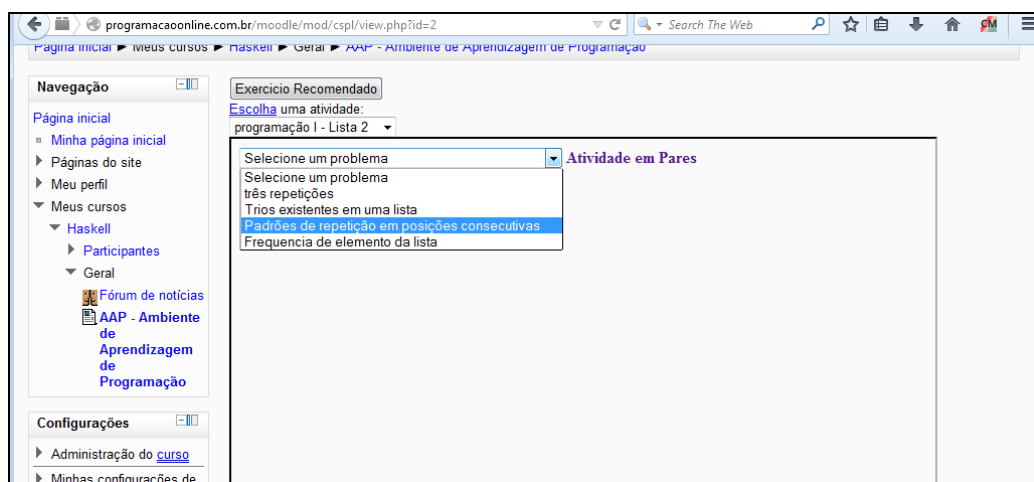 programacaoonline.com.br/moodle/mod/cspl/view.php?id=2
Search The Web
Página inicial ► Meus cursos ► Haskell ► Geral ► AAP - Ambiente de Aprendizagem de Programação
Navegação
Página inicial
Minha página inicial
Páginas do site
Meu perfil
Meus cursos
Haskell
Participantes
Geral
Fórum de notícias
AAP - Ambiente
de
Aprendizagem
de
Programação
Configurações
Administração do curso
Minhas configurações de
Exercicio Recomendado
Escolha uma atividade:
programação I - Lista 2
Selecione um problema
Atividade em Pares
Selecione um problema
três repetições
Trios existentes em uma lista
Padrões de repetição em posições consecutivas
Frequencia de elemento da lista